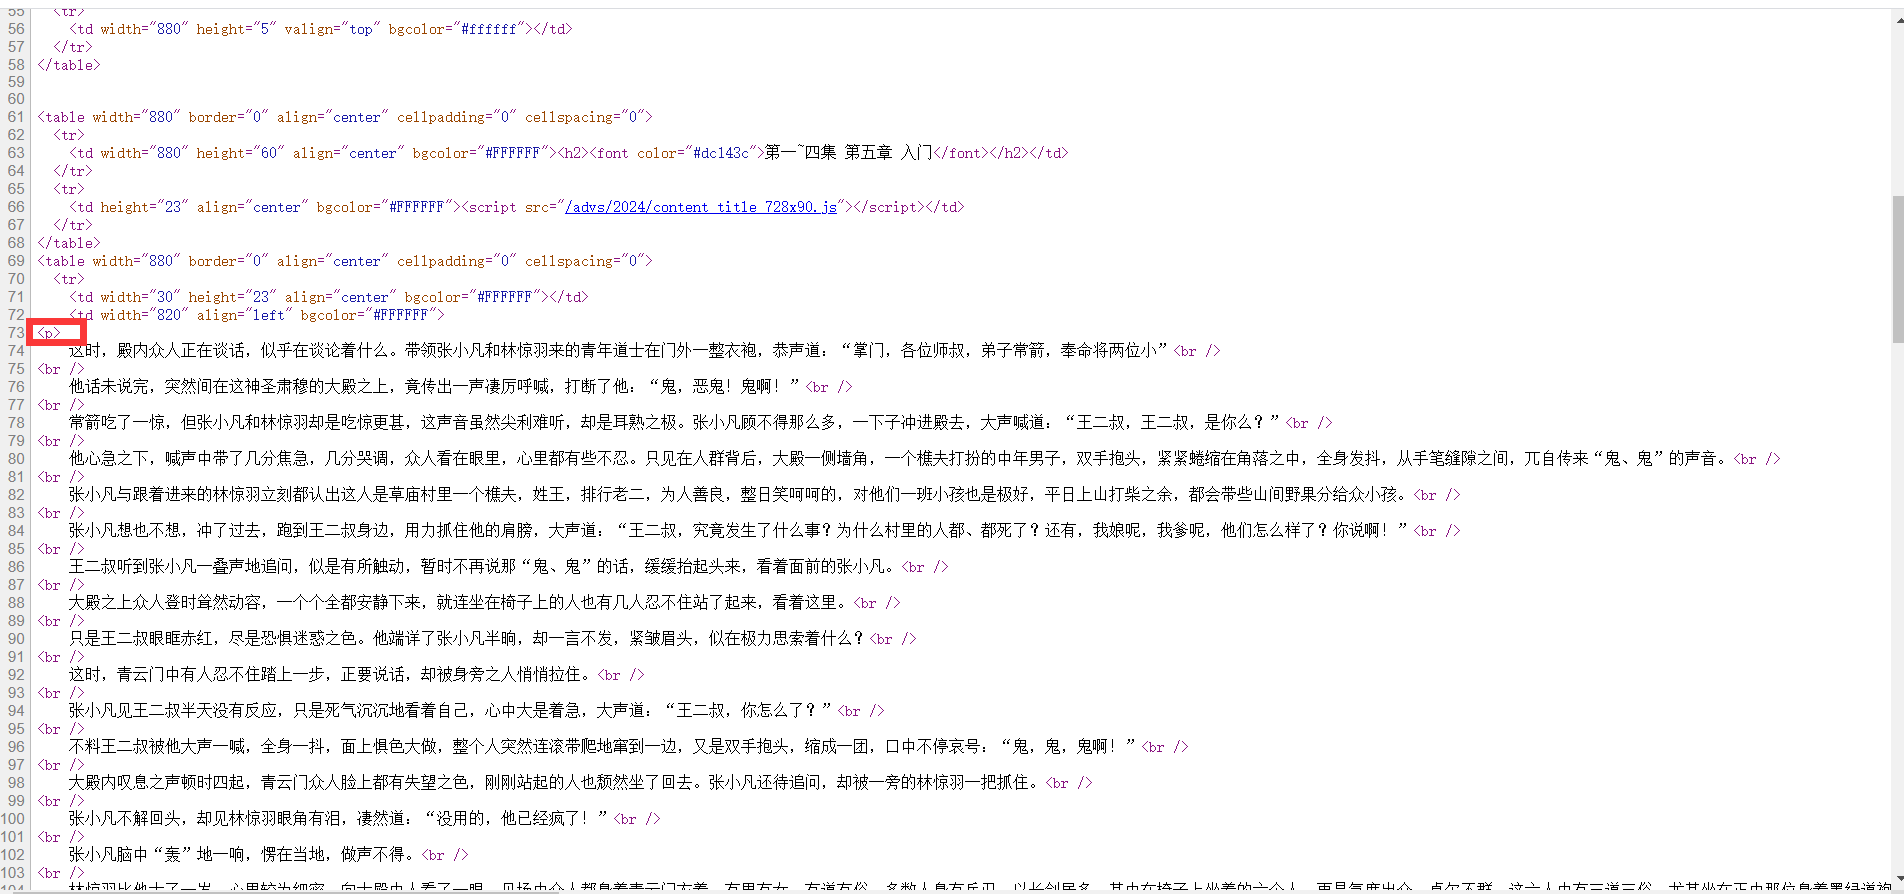 55   <tr>
56     <td width="880" height="5" valign="top" bgcolor="#ffffff"></td>
57   </tr>
58 </table>
59
60
61 <table width="880" border="0" align="center" cellpadding="0" cellspacing="0">
62   <tr>
63     <td width="880" height="60" align="center" bgcolor="#FFFFFF"><h2><font color="#dc143c">第一~四集 第五章 入门</font></h2></td>
64   </tr>
65   <tr>
66     <td height="23" align="center" bgcolor="#FFFFFF"><script src="/advs/2024/content_title_728x90.js"></script></td>
67   </tr>
68 </table>
69 <table width="880" border="0" align="center" cellpadding="0" cellspacing="0">
70   <tr>
71     <td width="30" height="23" align="center" bgcolor="#FFFFFF"></td>
72     <td width="820" align="left" bgcolor="#FFFFFF">
73 <p>
74     这时，殿内众人正在谈话，似乎在谈论着什么。带领张小凡和林惊羽来的青年道士在门外一整衣袍，恭声道：“掌门，各位师叔，弟子常箭，奉命将两位小”<br />
75 <br />
76     他话未说完，突然间在这神圣肃穆的大殿之上，竟传出一声凄厉呼喊，打断了他：“鬼，恶鬼！鬼啊！”<br />
77 <br />
78     常箭吃了一惊，但张小凡和林惊羽却是吃惊更甚，这声音虽然尖利难听，却是耳熟之极。张小凡顾不得那么多，一下子冲进殿去，大声喊道：“王二叔，王二叔，是你么？”<br />
79 <br />
80     他心急之下，喊声中带了几分焦急，几分哭调，众人看在眼里，心里都有些不忍。只见在人群背后，大殿一侧墙角，一个樵夫打扮的中年男子，双手抱头，紧紧蜷缩在角落之中，全身发抖，从手笔缝隙之间，兀自传来“鬼、鬼”的声音。<br />
81 <br />
82     张小凡与跟着进来的林惊羽立刻都认出这人是草庙村里一个樵夫，姓王，排行老二，为人善良，整日笑呵呵的，对他们一班小孩也是极好，平日上山打柴之余，都会带些山间野果分给众小孩。<br />
83 <br />
84     张小凡想也不想，冲了过去，跑到王二叔身边，用力抓住他的肩膀，大声道：“王二叔，究竟发生了什么事？为什么村里的人都、都死了？还有，我娘呢，我爹呢，他们怎么样了？你说啊！”<br />
85 <br />
86     王二叔听到张小凡一叠声地追问，似是有所触动，暂时不再说那“鬼、鬼”的话，缓缓抬起头来，看着面前的张小凡。<br />
87 <br />
88     大殿之上众人登时耸然动容，一个个全都安静下来，就连坐在椅子上的人也有几人忍不住站了起来，看着这里。<br />
89 <br />
90     只是王二叔眼眶赤红，尽是恐惧迷惑之色。他端详了张小凡半晌，却一言不发，紧皱眉头，似在极力思索着什么？<br />
91 <br />
92     这时，青云门中有人忍不住踏上一步，正要说话，却被身旁之人悄悄拉住。<br />
93 <br />
94     张小凡见王二叔半天没有反应，只是死气沉沉地看着自己，心中大是着急，大声道：“王二叔，你怎么了？”<br />
95 <br />
96     不料王二叔被他大声一喊，全身一抖，面上惧色大做，整个人突然连滚带爬地窜到一边，又是双手抱头，缩成一团，口中不停哀号：“鬼，鬼，鬼啊！”<br />
97 <br />
98     大殿内叹息之声顿时四起，青云门众人脸上都有失望之色，刚刚站起的人也颓然坐了回去。张小凡还待追问，却被一旁的林惊羽一把抓住。<br />
99 <br />
100     张小凡不解回头，却见林惊羽眼角有泪，凄然道：“没用的，他已经疯了！”<br />
101 <br />
102     张小凡脑中“轰”地一响，愣在当地，做声不得。<br />
103 <br />